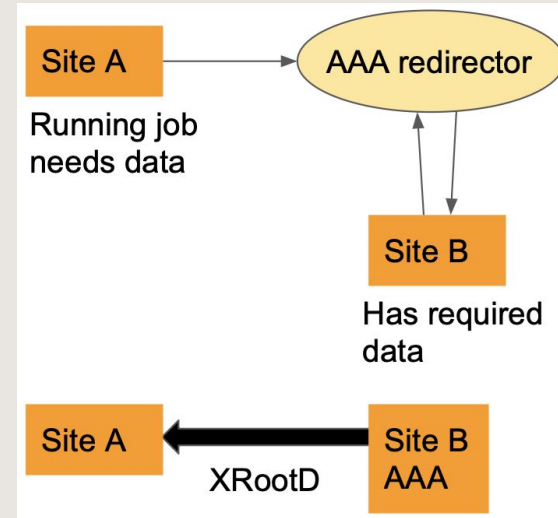 Site A
AAA redirector
Running job
needs data
Site B
Has required
data
Site A
XRootD
Site B
AAA